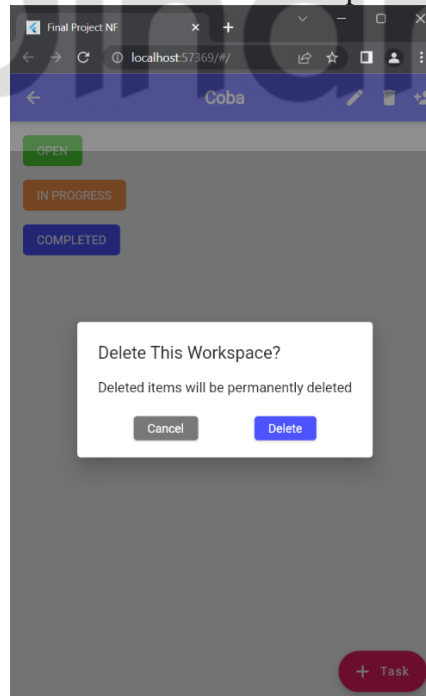 Final Project NF
localhost:57369/#/
Coba
OPEN
IN PROGRESS
COMPLETED
Delete This Workspace?
Deleted items will be permanently deleted
Cancel Delete
+ Task